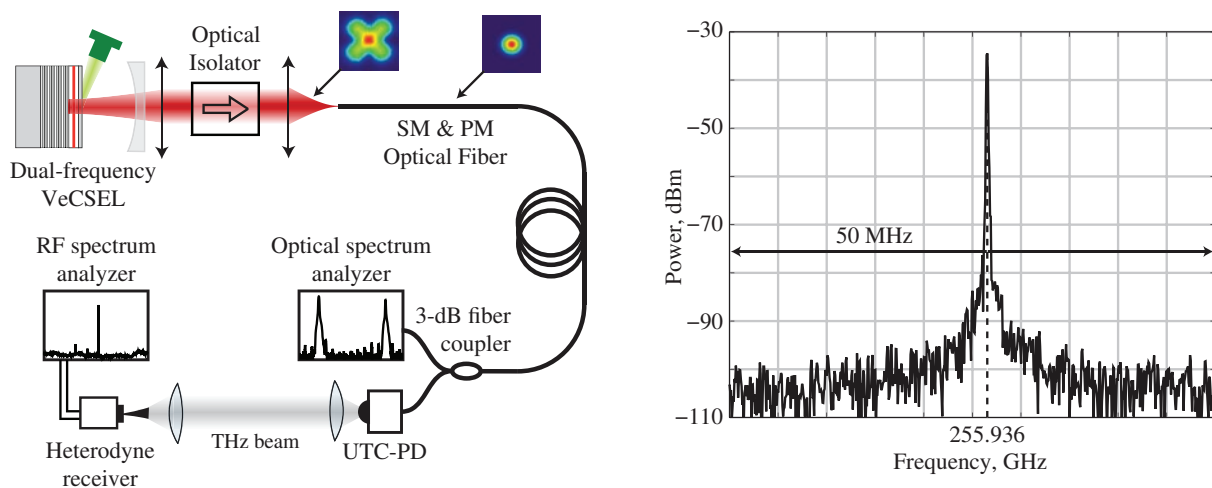 Optical
Isolator
SM & PM
Optical Fiber
Dual-frequency
VeCSEL
RF spectrum
analyzer
Optical spectrum
analyzer
3-dB fiber
coupler
THz beam
Heterodyne
receiver
UTC-PD
Power, dBm
−30
−50
−70
−90
−110
50 MHz
255.936
Frequency, GHz